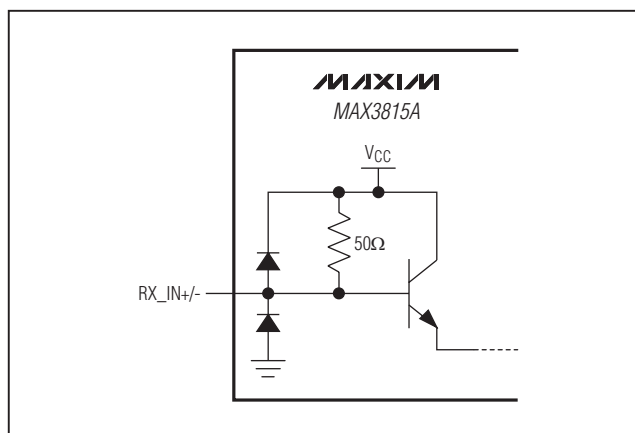 MAXIM
MAX3815A
VCC
50Ω
RX_IN+/-